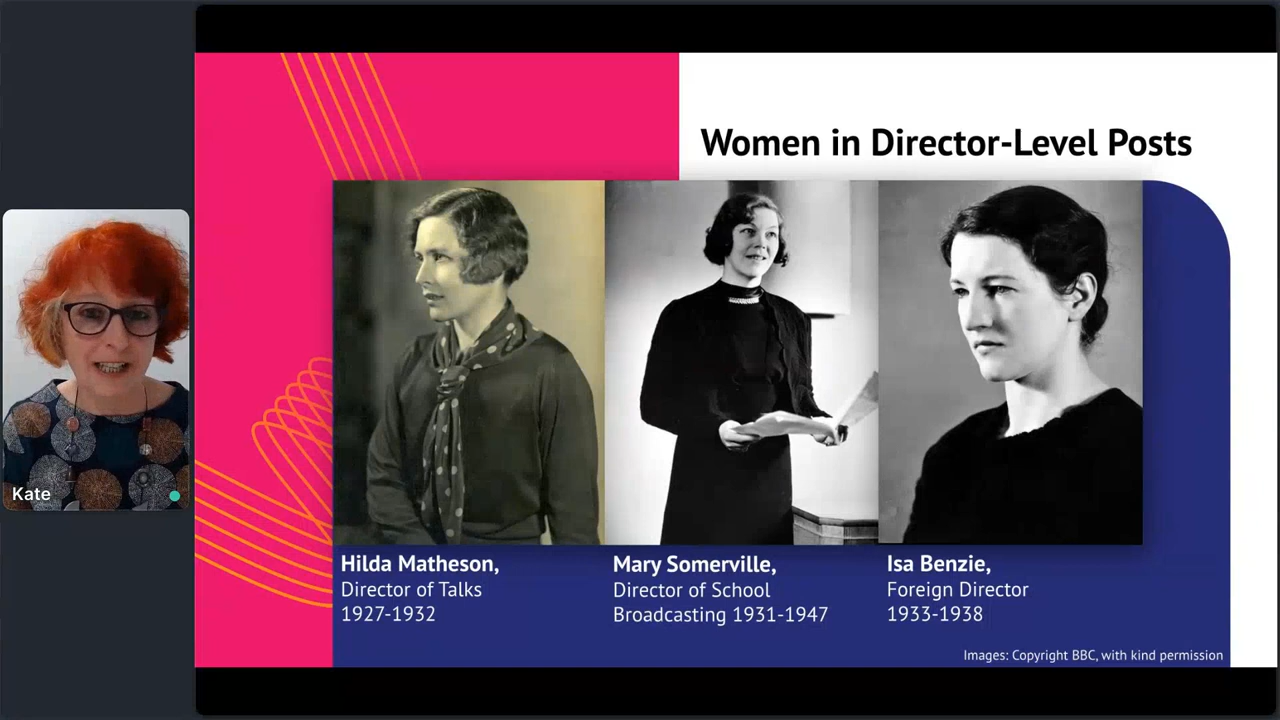 Women in Director-Level Posts
Kate
Hilda Matheson,
Director of Talks
1927-1932
Mary Somerville,
Director of School
Broadcasting 1931-1947
Isa Benzie,
Foreign Director
1933-1938
Images: Copyright BBC, with kind permission